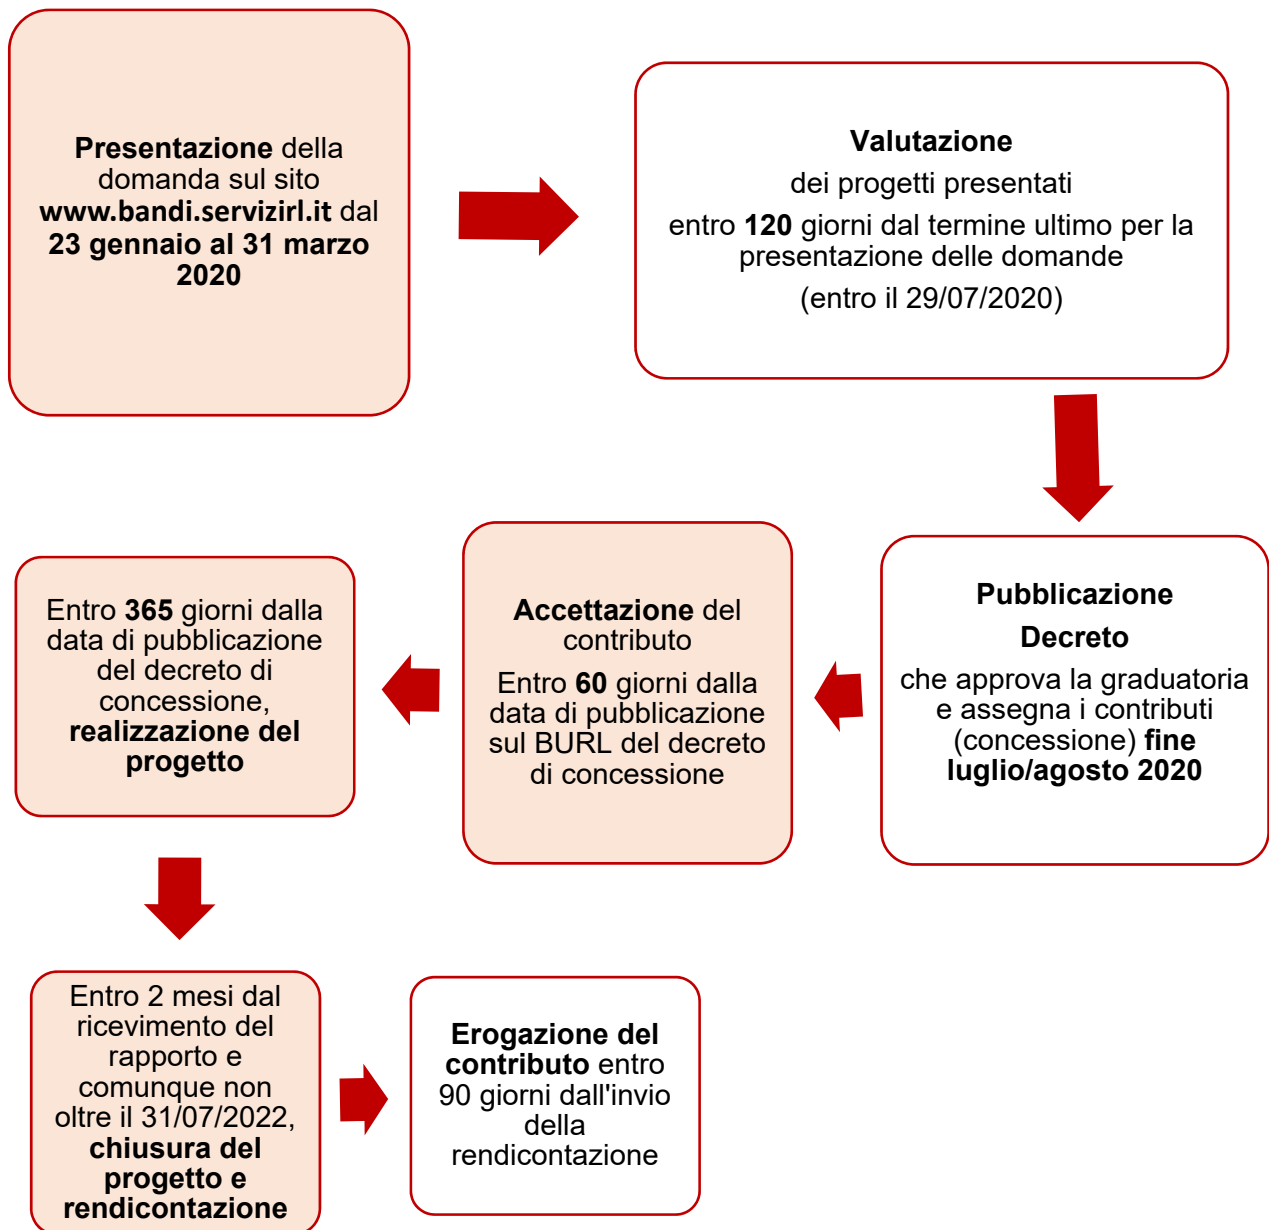 Presentazione della
domanda sul sito
www.bandi.servizirl.it dal
23 gennaio al 31 marzo
2020
Valutazione
dei progetti presentati
entro 120 giorni dal termine ultimo per la
presentazione delle domande
(entro il 29/07/2020)
Pubblicazione
Decreto
che approva la graduatoria
e assegna i contributi
(concessione) fine
luglio/agosto 2020
Accettazione del
contributo
Entro 60 giorni dalla
data di pubblicazione
sul BURL del decreto
di concessione
Entro 365 giorni dalla
data di pubblicazione
del decreto di
concessione,
realizzazione del
progetto
Entro 2 mesi dal
ricevimento del
rapporto e
comunque non
oltre il 31/07/2022,
chiusura del
progetto e
rendicontazione
Erogazione del
contributo entro
90 giorni dall'invio
della
rendicontazione